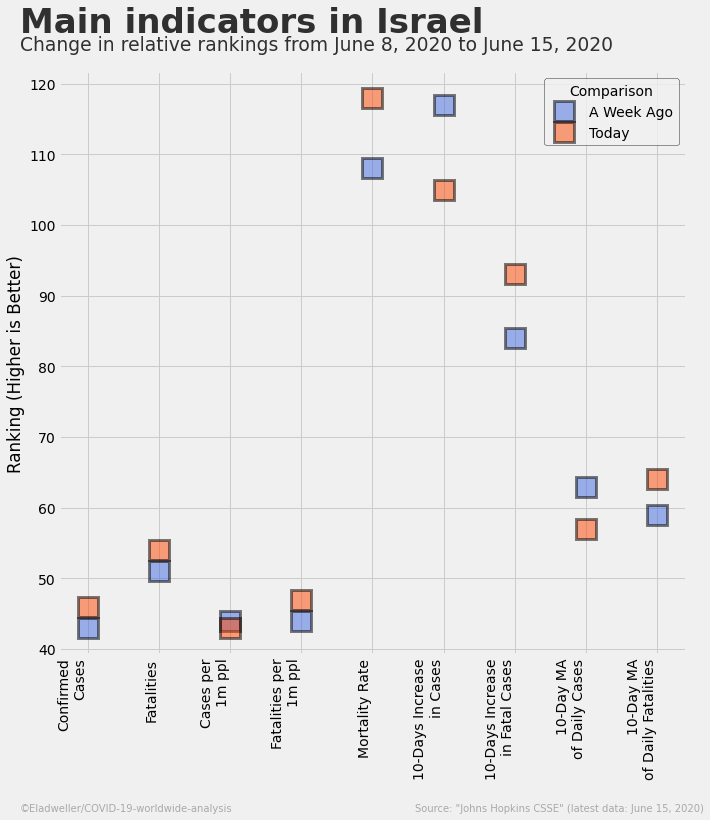 Main indicators in Israel
Change in relative rankings from June 8, 2020 to June 15, 2020
Comparison
A Week Ago
Today
Ranking (Higher is Better)
120
110
100
90
80
70
60
50
40
Confirmed
Cases
Fatalities
Cases per
1m ppl
Fatalities per
1m ppl
Mortality Rate
10-Days Increase
in Cases
10-Days Increase
in Fatal Cases
10-Day MA
of Daily Cases
10-Day MA
of Daily Fatalities
©Eladweller/COVID-19-worldwide-analysis
Source: "Johns Hopkins CSSE" (latest data: June 15, 2020)